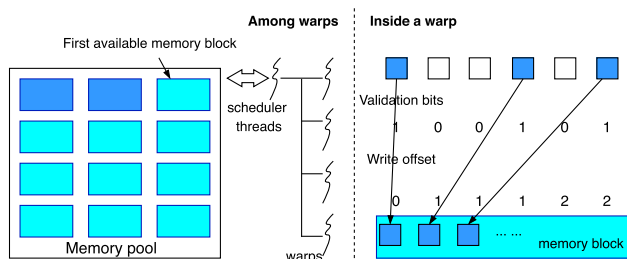 Among warps
Inside a warp
First available memory block
scheduler
threads
Validation bits
1 0 0 1 0 1
Write offset
0 1 1 1 2 2
... ...
memory block
Memory pool
warps